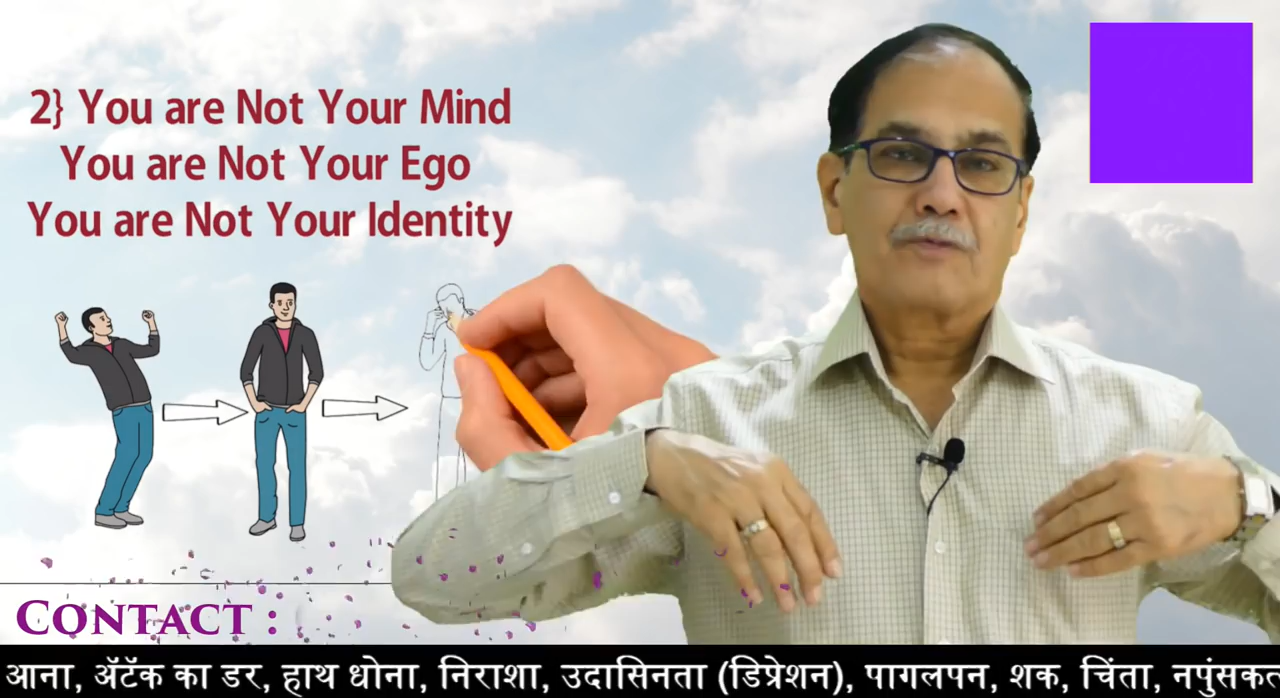 2} You are Not Your Mind
You are Not Your Ego
You are Not Your Identity
CONTACT :
आना, ॲटॅक का डर, हाथ धोना, निराशा, उदासिनता (डिप्रेशन), पागलपन, शक, चिंता, नपुंसकत